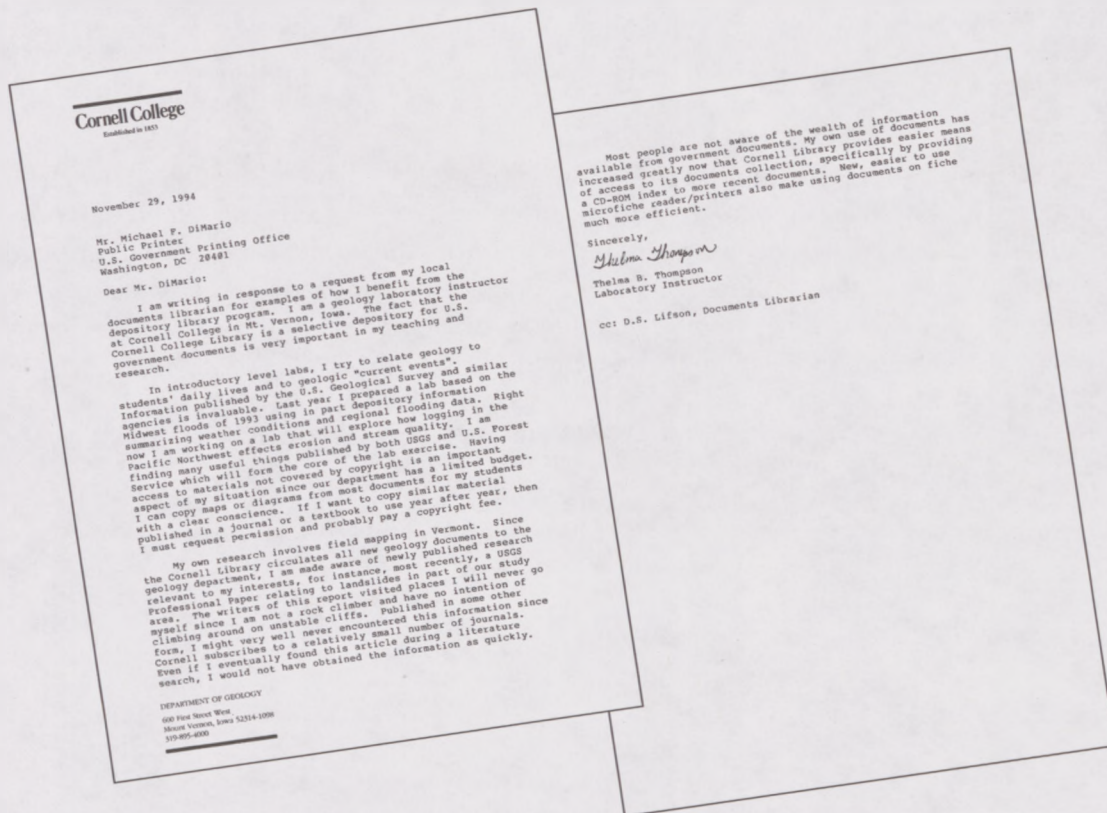 Cornell College
Established in 1853
November 29, 1994
Mr. Michael F. DiMario
Public Printer
U.S. Government Printing Office
Washington, DC 20401
Dear Mr. DiMario:
I am writing in response to a request from my local
documents librarian for examples of how I benefit from the
depository library program. I am a geology laboratory instructor
at Cornell College in Mt. Vernon, Iowa. The fact that the
Cornell College Library is a selective depository for U.S.
government documents is very important in my teaching and
research.
In introductory level labs, I try to relate geology to
students' daily lives and to geologic "current events".
Information published by the U.S. Geological Survey and similar
agencies is invaluable. Last year I prepared a lab based on the
Midwest floods of 1993 using in part depository information
summarizing weather conditions and regional flooding data. Right
now I am working on a lab that will explore how logging in the
Pacific Northwest effects erosion and stream quality. I am
finding many useful things published by both USGS and U.S. Forest
Service which will form the core of the lab exercise. Having
access to materials not covered by copyright is an important
aspect of my situation since our department has a limited budget.
I can copy maps or diagrams from most documents for my students
with a clear conscience. If I want to copy similar material
published in a journal or a textbook to use year after year, then
I must request permission and probably pay a copyright fee.
My own research involves field mapping in Vermont. Since
the Cornell Library circulates all new geology documents to the
geology department, I am made aware of newly published research
relevant to my interests, for instance, most recently, a USGS
Professional Paper relating to landslides in part of our study
area. The writers of this report visited places I will never go
myself since I am not a rock climber and have no intention of
climbing around on unstable cliffs. Published in some other
form, I might very well never encountered this information since
Cornell subscribes to a relatively small number of journals.
Even if I eventually found this article during a literature
search, I would not have obtained the information as quickly.
DEPARTMENT OF GEOLOGY
600 First Street West
Mount Vernon, Iowa 52314-1098
319-895-4000
Most people are not aware of the wealth of information
available from government documents. My own use of documents has
increased greatly now that Cornell Library provides easier means
of access to its documents collection, specifically by providing
a CD-ROM index to more recent documents. New, easier to use
microfiche reader/printers also make using documents on fiche
much more efficient.
Sincerely,
Thelma Thompson
Thelma B. Thompson
Laboratory Instructor
cc: D.S. Lifson, Documents Librarian